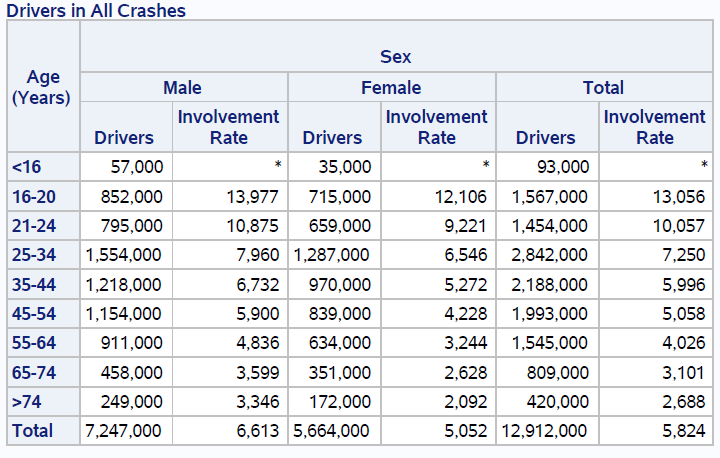 Drivers in All Crashes
Age (Years) Sex
Male Female Total
Drivers Involvement Rate Drivers Involvement Rate Drivers Involvement Rate
<16 57,000 * 35,000 * 93,000 *
16-20 852,000 13,977 715,000 12,106 1,567,000 13,056
21-24 795,000 10,875 659,000 9,221 1,454,000 10,057
25-34 1,554,000 7,960 1,287,000 6,546 2,842,000 7,250
35-44 1,218,000 6,732 970,000 5,272 2,188,000 5,996
45-54 1,154,000 5,900 839,000 4,228 1,993,000 5,058
55-64 911,000 4,836 634,000 3,244 1,545,000 4,026
65-74 458,000 3,599 351,000 2,628 809,000 3,101
>74 249,000 3,346 172,000 2,092 420,000 2,688
Total 7,247,000 6,613 5,664,000 5,052 12,912,000 5,824